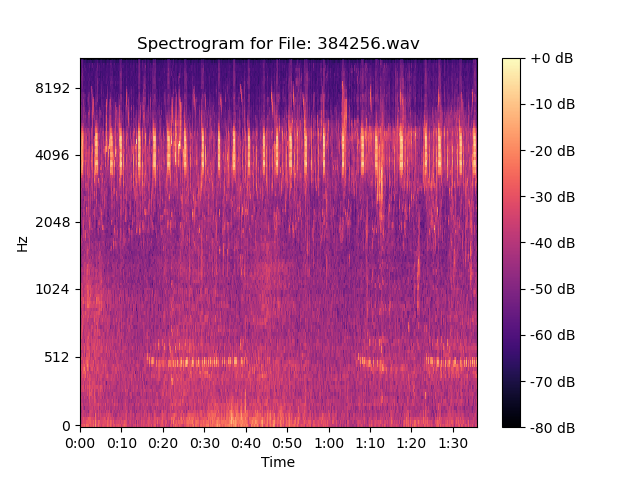 Spectrogram for File: 384256.wav
+0 dB
-10 dB
-20 dB
-30 dB
-40 dB
-50 dB
-60 dB
-70 dB
-80 dB
Hz
8192
4096
2048
1024
512
0
0:00 0:10 0:20 0:30 0:40 0:50 1:00 1:10 1:20 1:30
Time